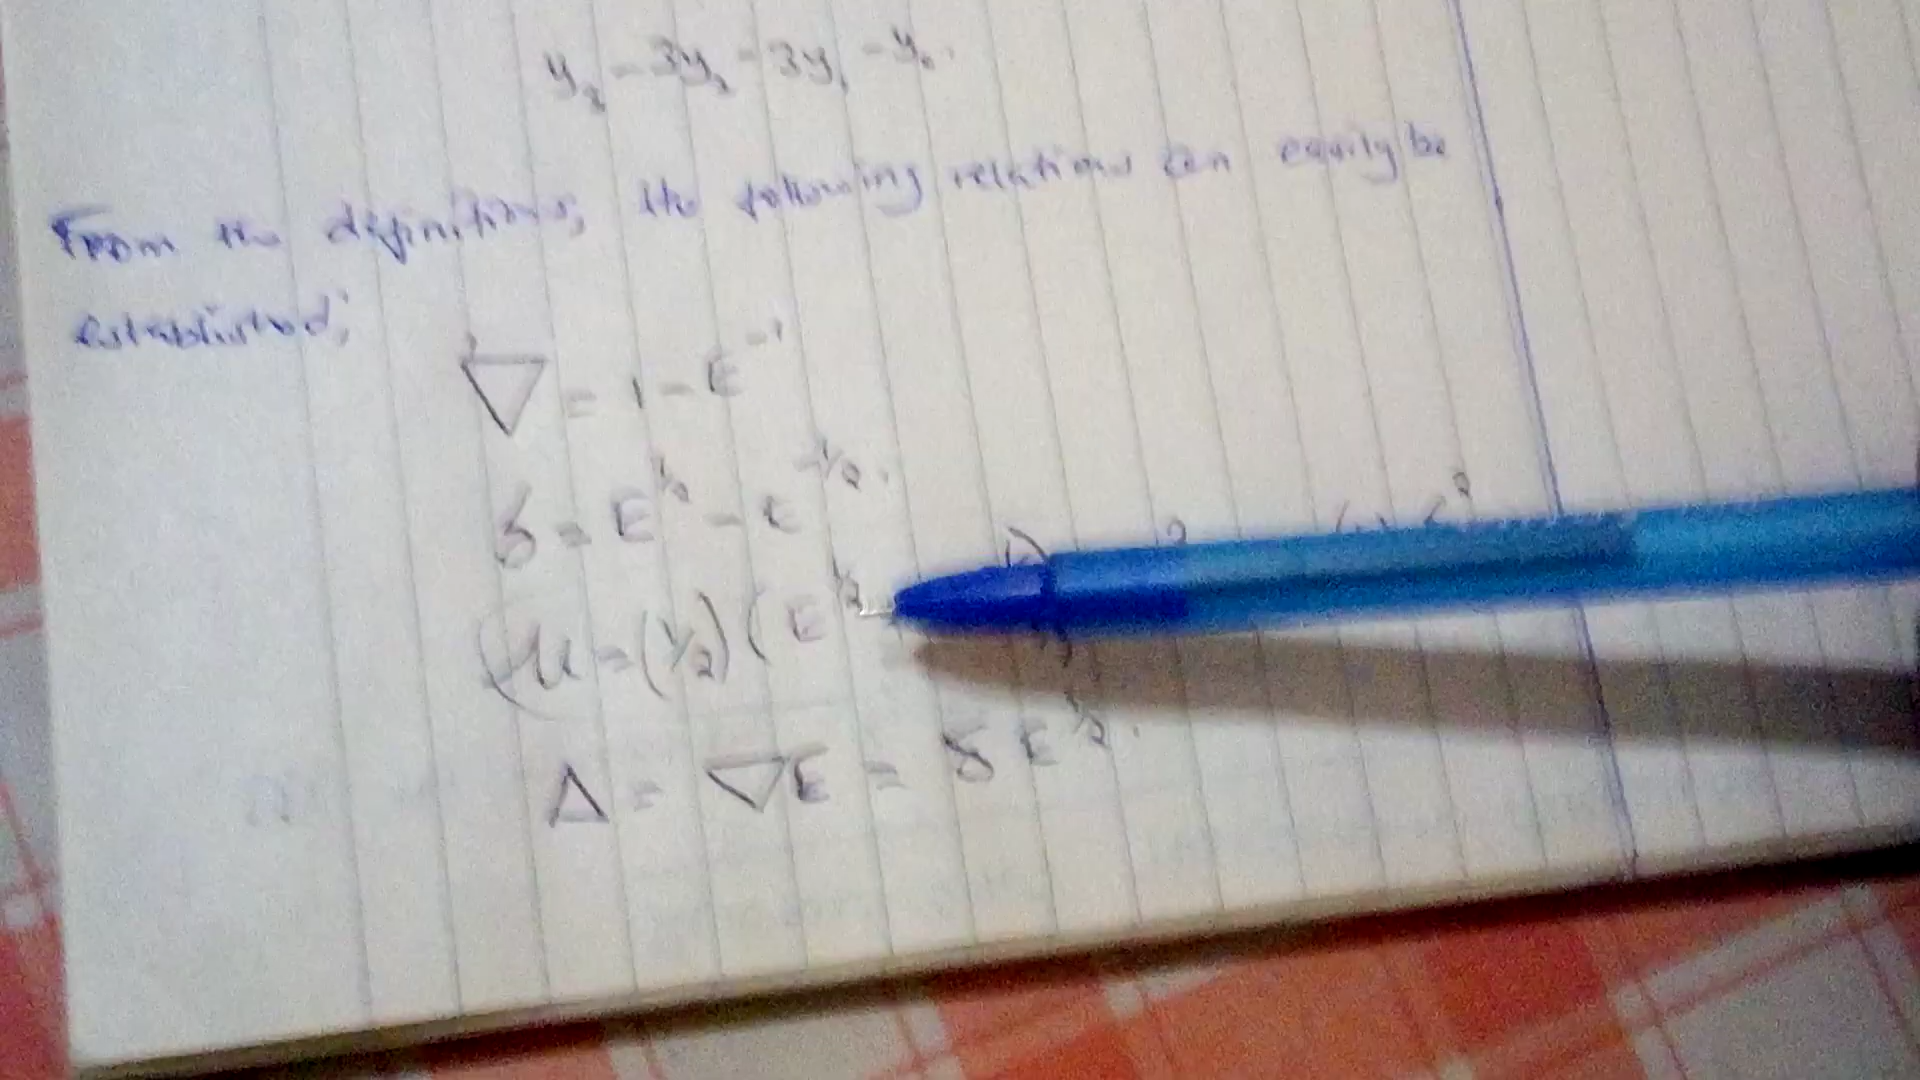 y₃ - 3y₂ - 3y₁ - y₀.
From the definitions, the following relations can easily be
established;
▽ = 1 - E⁻¹
δ = E^½ - E^-½.
μ = (½)(E^½
Δ = ▽E = δE^½.